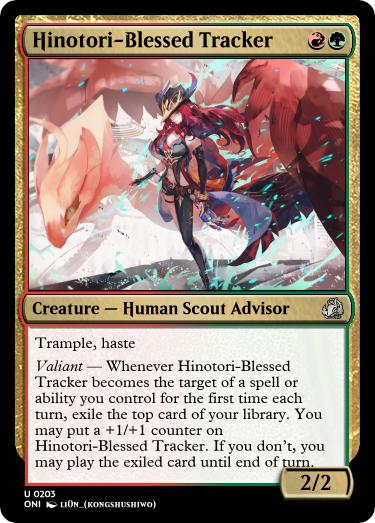 Hinotori-Blessed Tracker
Creature — Human Scout Advisor
Trample, haste
Valiant — Whenever Hinotori-Blessed
Tracker becomes the target of a spell or
ability you control for the first time each
turn, exile the top card of your library. You
may put a +1/+1 counter on
Hinotori-Blessed Tracker. If you don't, you
may play the exiled card until end of turn.
2/2
U 0203
ONI LI0N_(KONGSHUSHIWO)